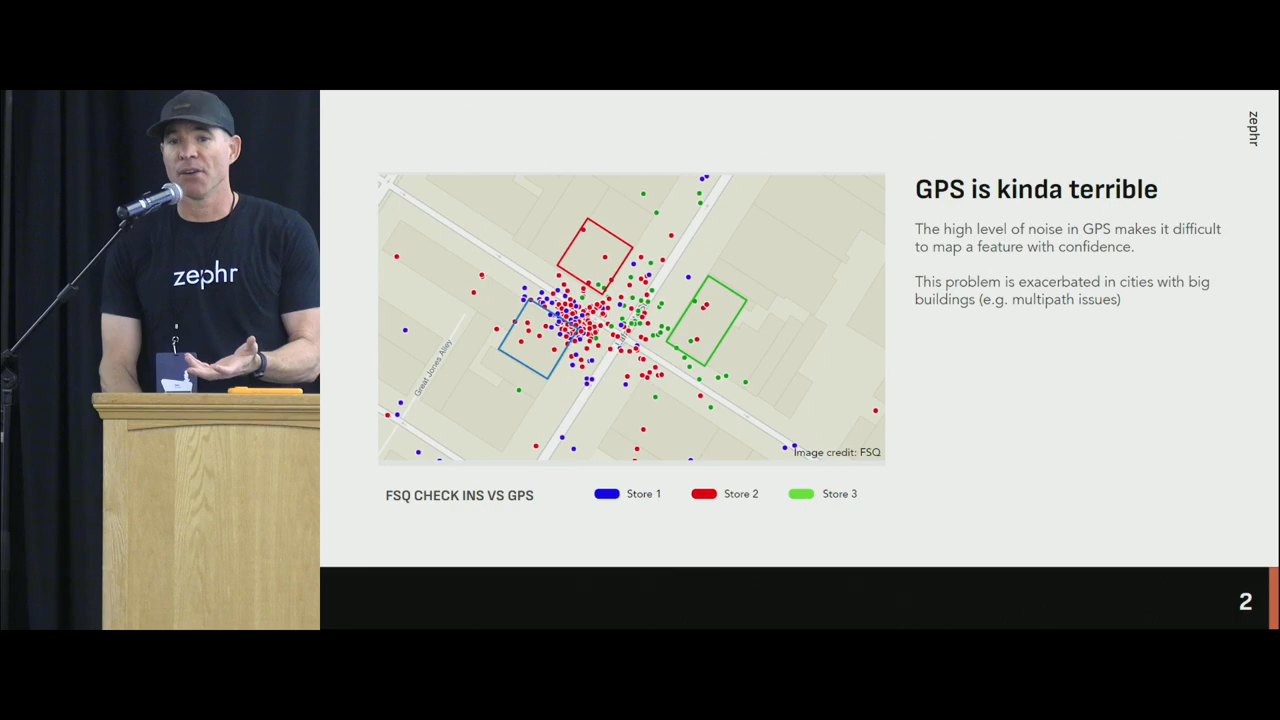 zephr
zephr
GPS is kinda terrible
The high level of noise in GPS makes it difficult
to map a feature with confidence.
This problem is exacerbated in cities with big
buildings (e.g. multipath issues)
Great Jones Alley
Image credit: FSQ
FSQ CHECK INS VS GPS
Store 1
Store 2
Store 3
2